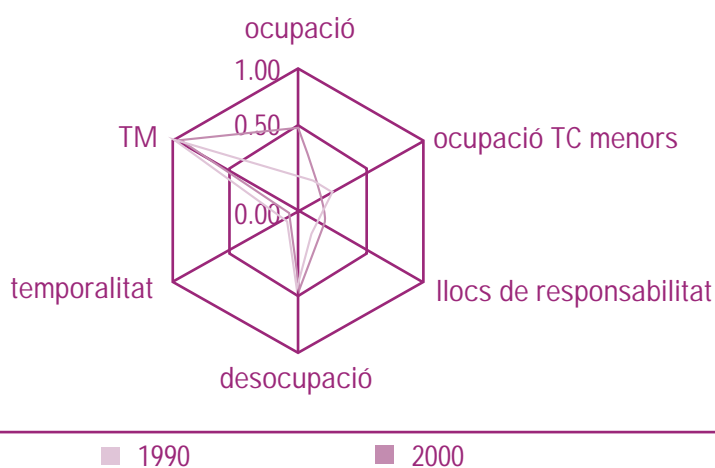 ocupació
1.00
0.50
TM
ocupació TC menors
0.00
temporalitat
llocs de responsabilitat
desocupació
1990
2000